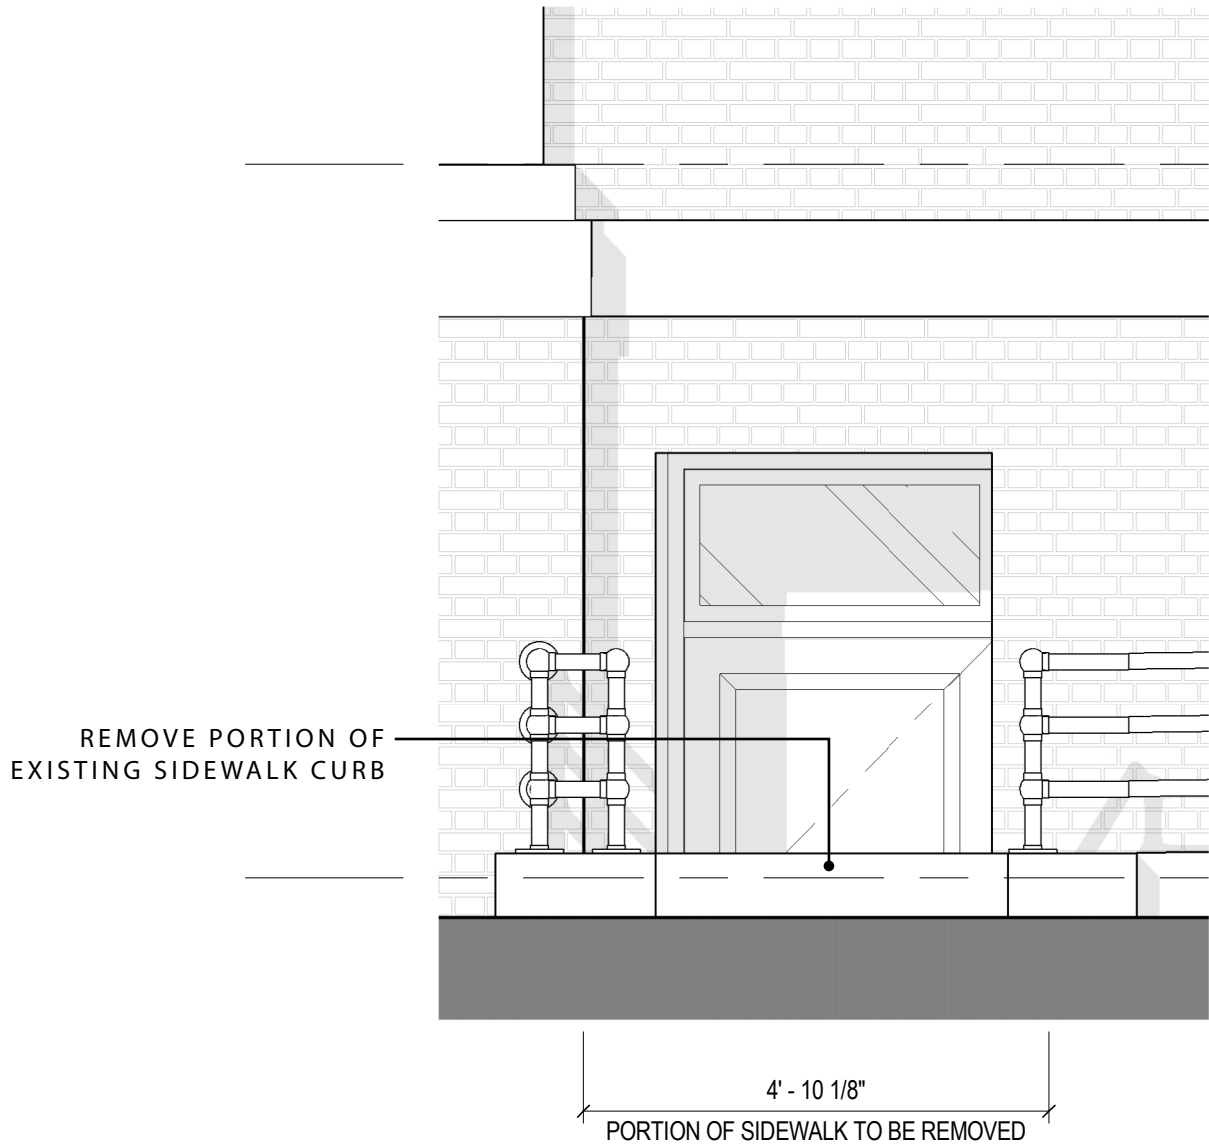 REMOVE PORTION OF
EXISTING SIDEWALK CURB
4' - 10 1/8"
PORTION OF SIDEWALK TO BE REMOVED